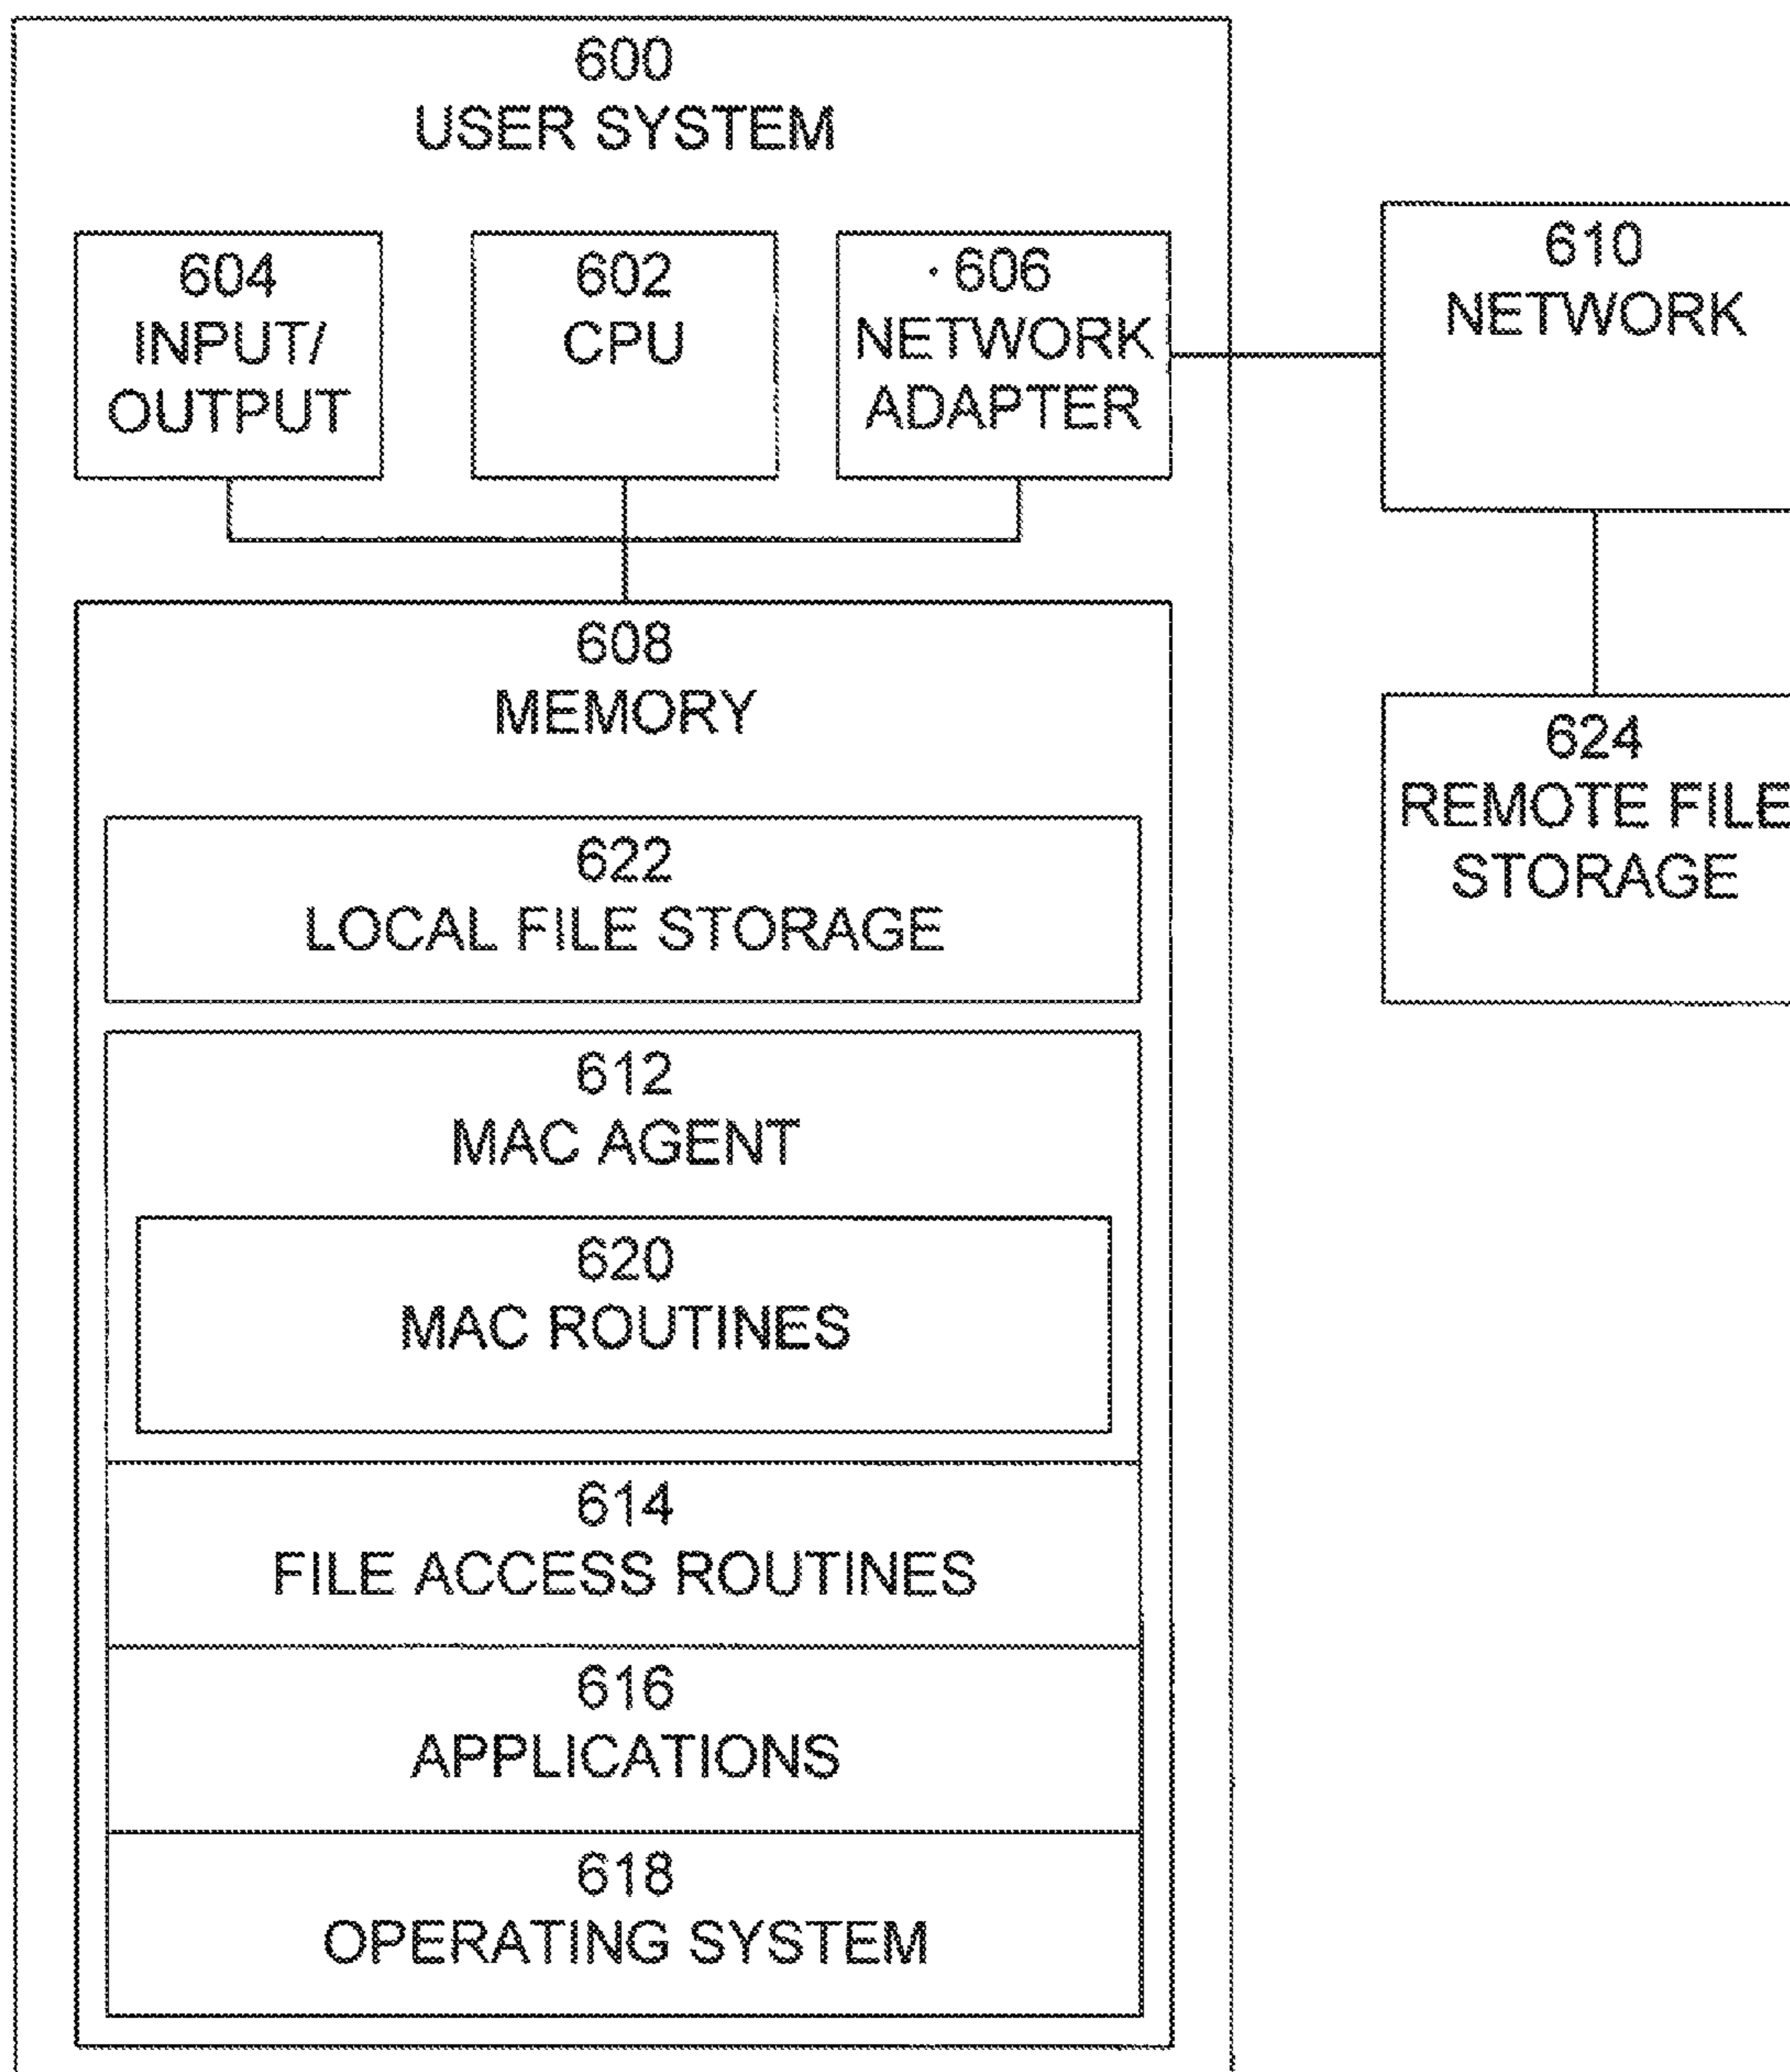 600
USER SYSTEM
604
INPUT/
OUTPUT
602
CPU
606
NETWORK
ADAPTER
610
NETWORK
608
MEMORY
624
REMOTE FILE
STORAGE
622
LOCAL FILE STORAGE
612
MAC AGENT
620
MAC ROUTINES
614
FILE ACCESS ROUTINES
616
APPLICATIONS
618
OPERATING SYSTEM